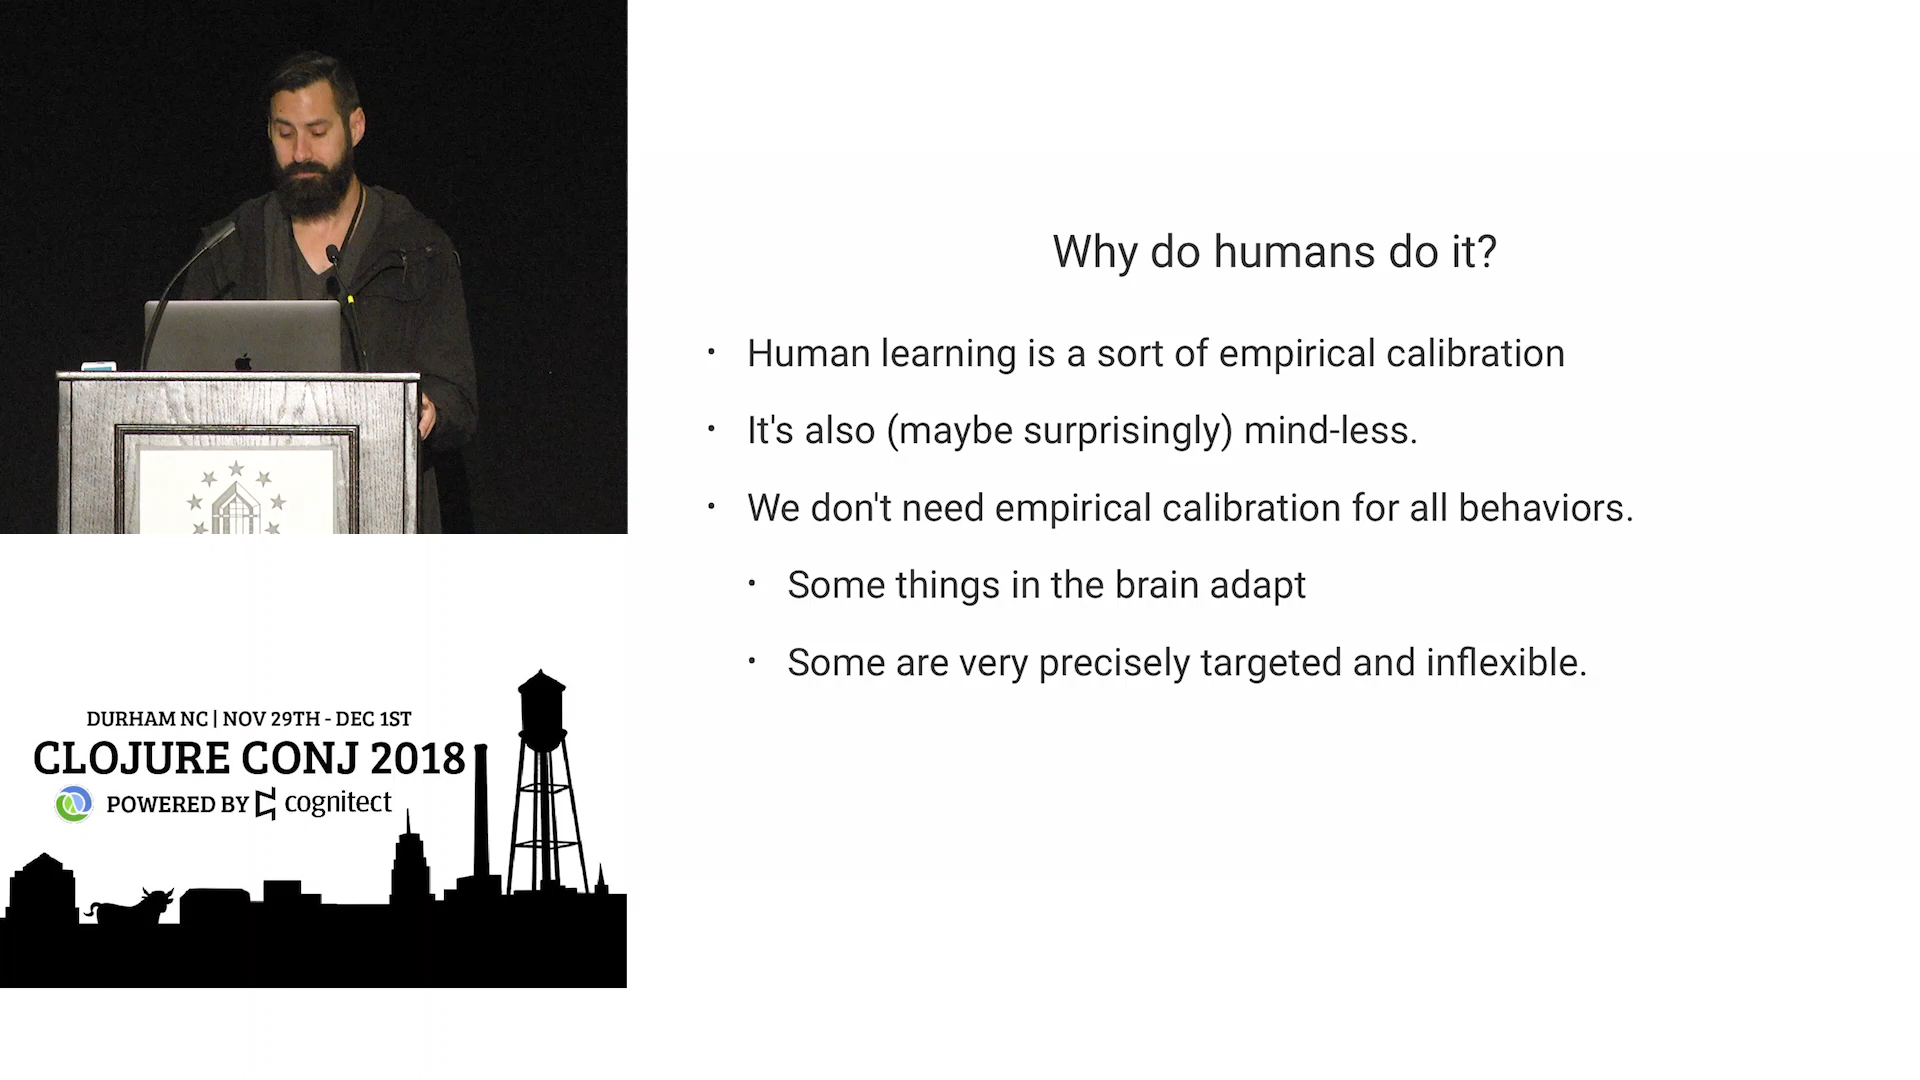 Why do humans do it?
· Human learning is a sort of empirical calibration
· It's also (maybe surprisingly) mind-less.
· We don't need empirical calibration for all behaviors.
· Some things in the brain adapt
· Some are very precisely targeted and inflexible.
DURHAM NC | NOV 29TH - DEC 1ST
CLOJURE CONJ 2018
POWERED BY cognitect